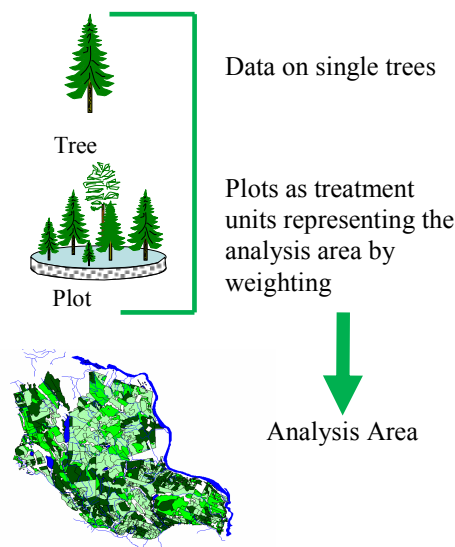 Data on single trees
Tree
Plots as treatment
units representing the
analysis area by
weighting
Plot
Analysis Area